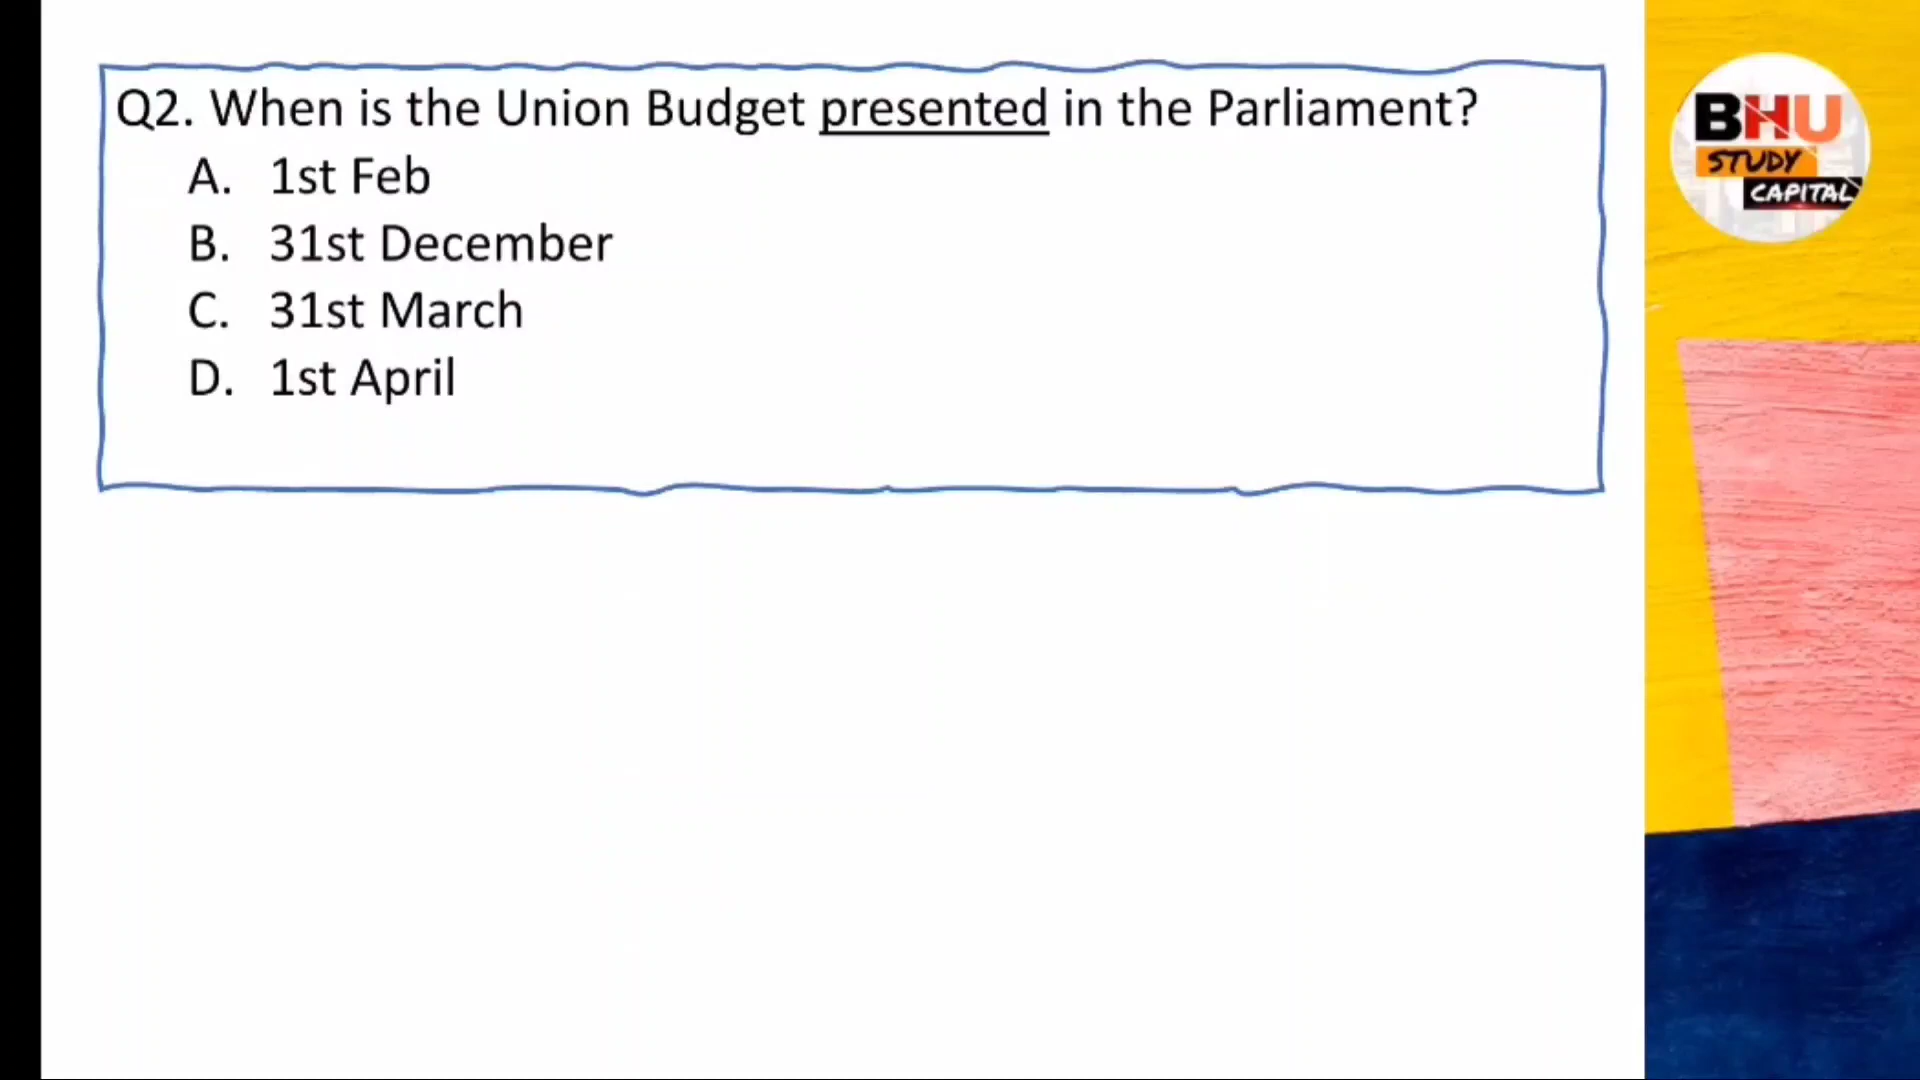 Q2. When is the Union Budget presented in the Parliament?
A. 1st Feb
B. 31st December
C. 31st March
D. 1st April
BHU
STUDY
CAPITAL